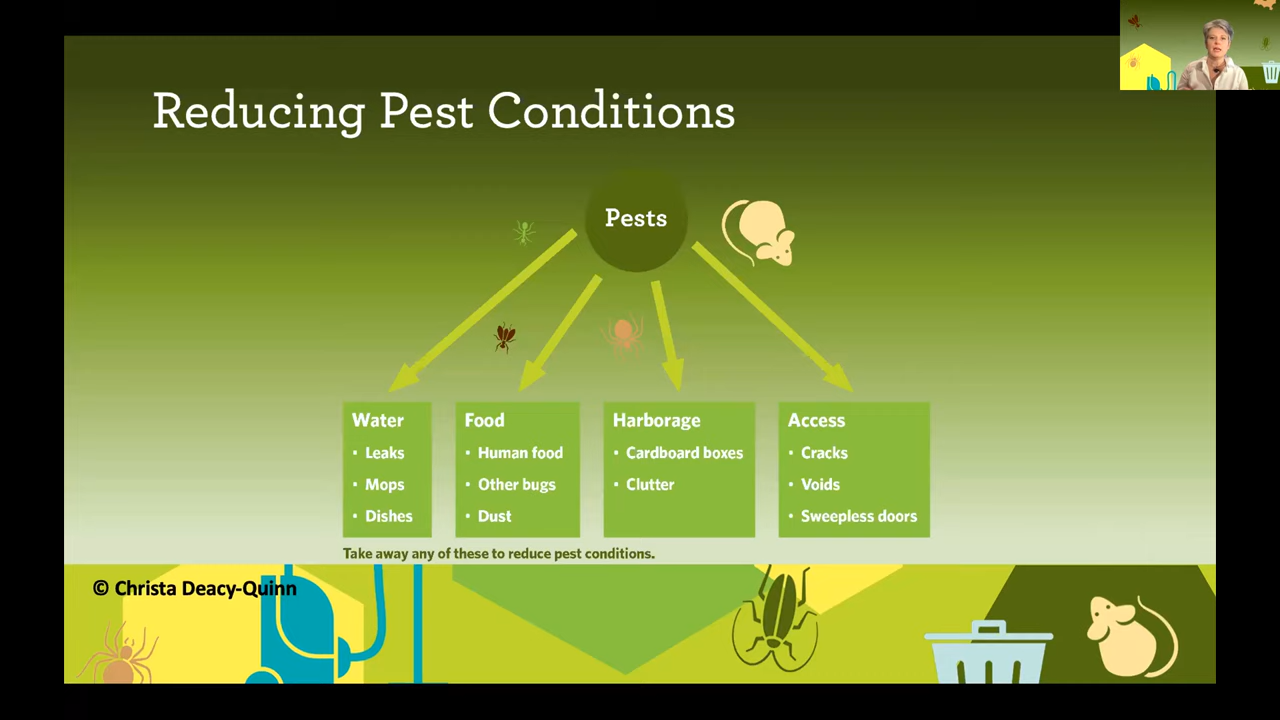 Reducing Pest Conditions
Pests
Water
• Leaks
• Mops
• Dishes
Food
• Human food
• Other bugs
• Dust
Harborage
• Cardboard boxes
• Clutter
Access
• Cracks
• Voids
• Sweepless doors
Take away any of these to reduce pest conditions.
© Christa Deacy-Quinn